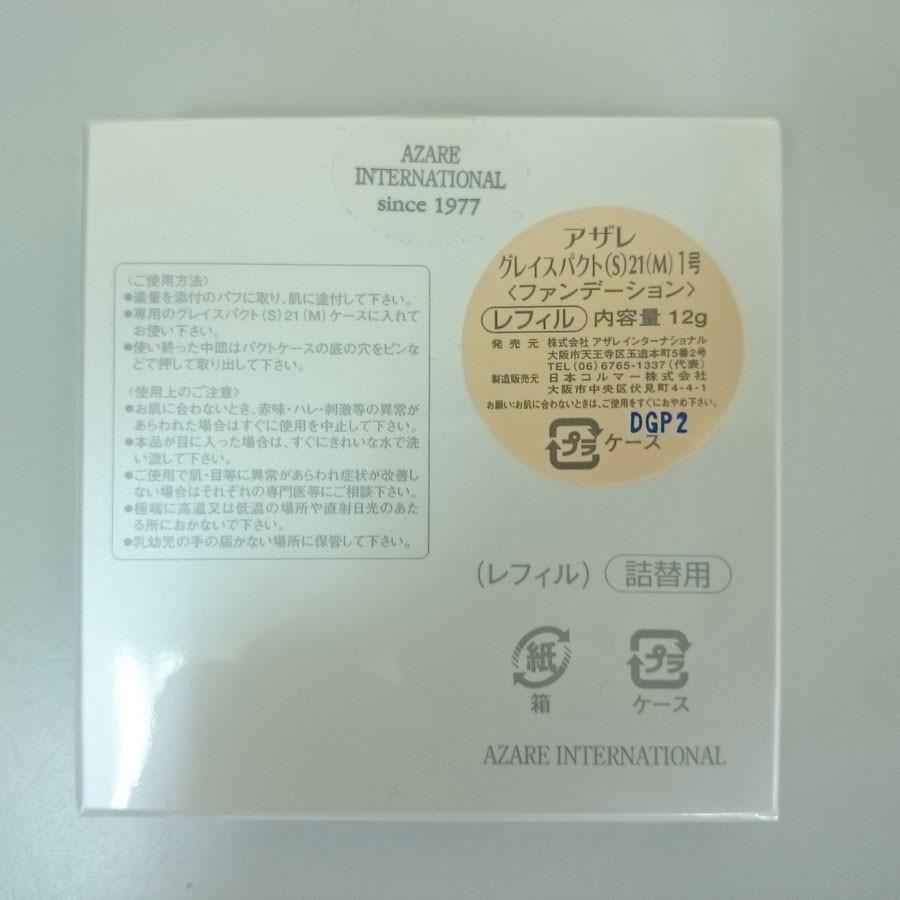 AZARE
INTERNATIONAL
since 1977
アザレ
グレイスパクト(S)21(M)1号
〈ファンデーション〉
レフィル 内容量 12g
発売元 株式会社 アザレインターナショナル
大阪市天王寺区玉造本町5番2号
TEL(06)6765-1337(代表)
製造販売元 日本コルマー株式会社
大阪市中央区伏見町4-4-1
お願い:お肌に合わないときは、ご使用をすぐにおやめ下さい。
DGP2
プラ ケース
〈ご使用方法〉
●適量を添付のパフに取り、肌に塗付して下さい。
●専用のグレイスパクト(S)21(M)ケースに入れて
お使い下さい。
●使い終った中皿はパクトケースの底の穴をピンな
どで押して取り出して下さい。
〈使用上のご注意〉
●お肌に合わないとき、赤味・ハレ・刺激等の異常が
あらわれた場合はすぐに使用を中止して下さい。
●本品が目に入った場合は、すぐにきれいな水で洗
い流して下さい。
●ご使用で肌・目等に異常があらわれ症状が改善し
ない場合はそれぞれの専門医等にご相談下さい。
●極端に高温又は低温の場所や直射日光のあた
る所におかないで下さい。
●乳幼児の手の届かない場所に保管して下さい。
(レフィル) 詰替用
紙 プラ
箱 ケース
AZARE INTERNATIONAL